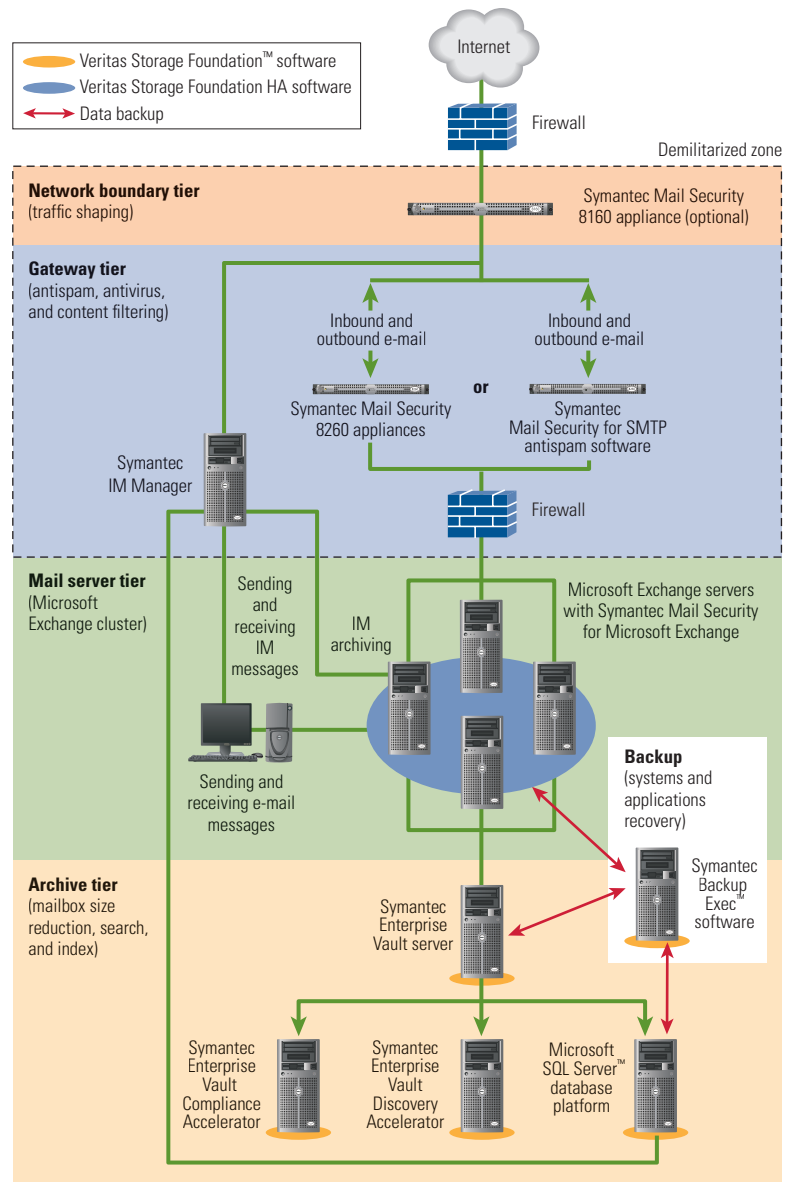 Internet
Veritas Storage Foundation™ software
Veritas Storage Foundation HA software
Data backup
Firewall
Demilitarized zone
Network boundary tier
(traffic shaping)
Symantec Mail Security
8160 appliance (optional)
Gateway tier
(antispam, antivirus,
and content filtering)
Inbound and
outbound e-mail
Inbound and
outbound e-mail
Symantec Mail Security
8260 appliances
or
Symantec
Mail Security for SMTP
antispam software
Symantec
IM Manager
Firewall
Mail server tier
(Microsoft
Exchange cluster)
Sending
and
receiving
IM
messages
IM
archiving
Microsoft Exchange servers
with Symantec Mail Security
for Microsoft Exchange
Sending and
receiving e-mail
messages
Backup
(systems and
applications
recovery)
Symantec
Backup
Exec™
software
Archive tier
(mailbox size
reduction, search,
and index)
Symantec
Enterprise
Vault server
Symantec
Enterprise
Vault
Compliance
Accelerator
Symantec
Enterprise
Vault
Discovery
Accelerator
Microsoft
SQL Server™
database
platform